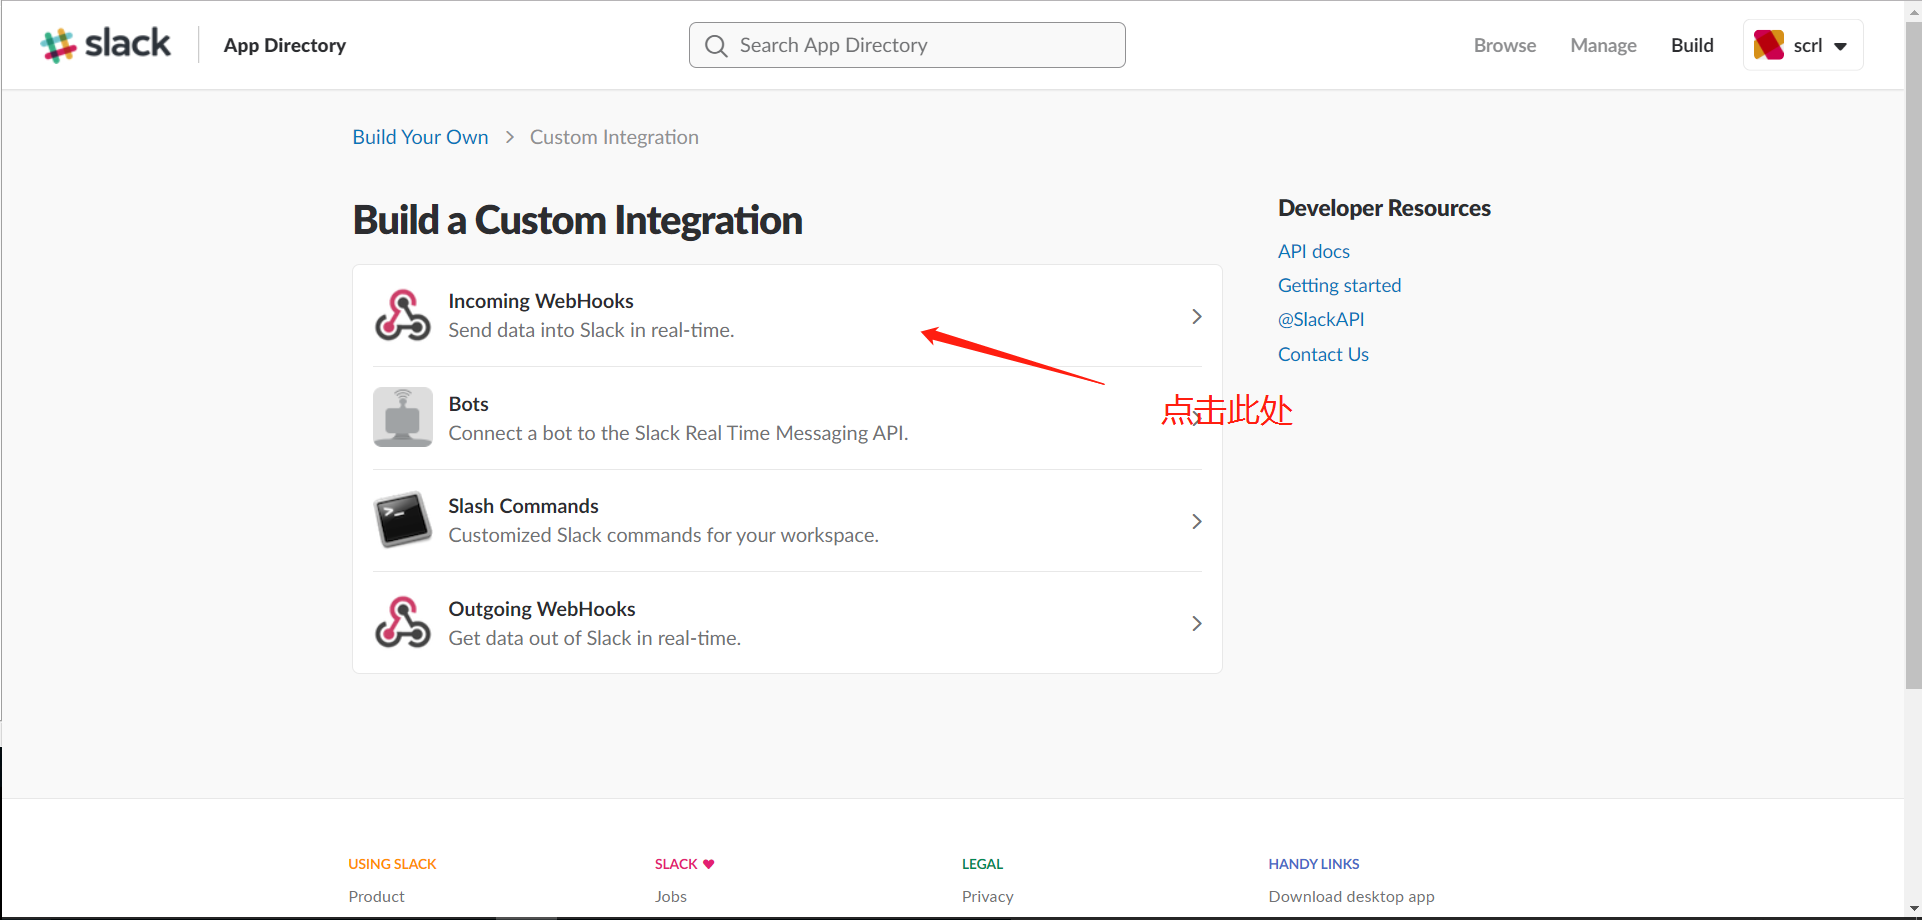 slack
App Directory
Search App Directory
Browse
Manage
Build
scrl
Build Your Own > Custom Integration
Build a Custom Integration
Incoming WebHooks
Send data into Slack in real-time.
Bots
Connect a bot to the Slack Real Time Messaging API.
点击此处
Slash Commands
Customized Slack commands for your workspace.
Outgoing WebHooks
Get data out of Slack in real-time.
Developer Resources
API docs
Getting started
@SlackAPI
Contact Us
USING SLACK
Product
SLACK ♥
Jobs
LEGAL
Privacy
HANDY LINKS
Download desktop app